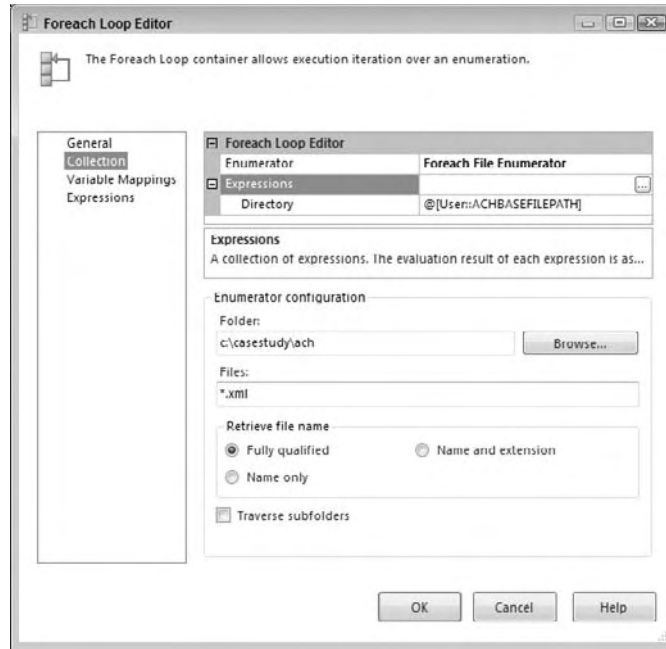 Foreach Loop Editor
The Foreach Loop container allows execution iteration over an enumeration.
General
Collection
Variable Mappings
Expressions
Foreach Loop Editor
Enumerator Foreach File Enumerator
Expressions ...
Directory @[User::ACHBASEFILEPATH]
Expressions
A collection of expressions. The evaluation result of each expression is as...
Enumerator configuration
Folder:
c:\casestudy\ach Browse...
Files:
*.xml
Retrieve file name
Fully qualified Name and extension
Name only
Traverse subfolders
OK Cancel Help